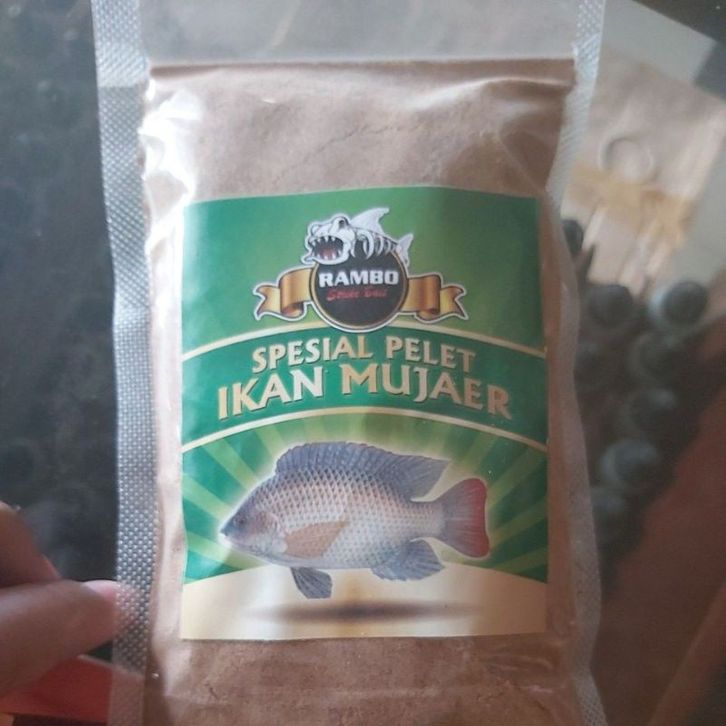 RAMBO
Strike Bait
SPESIAL PELET
IKAN MUJAER